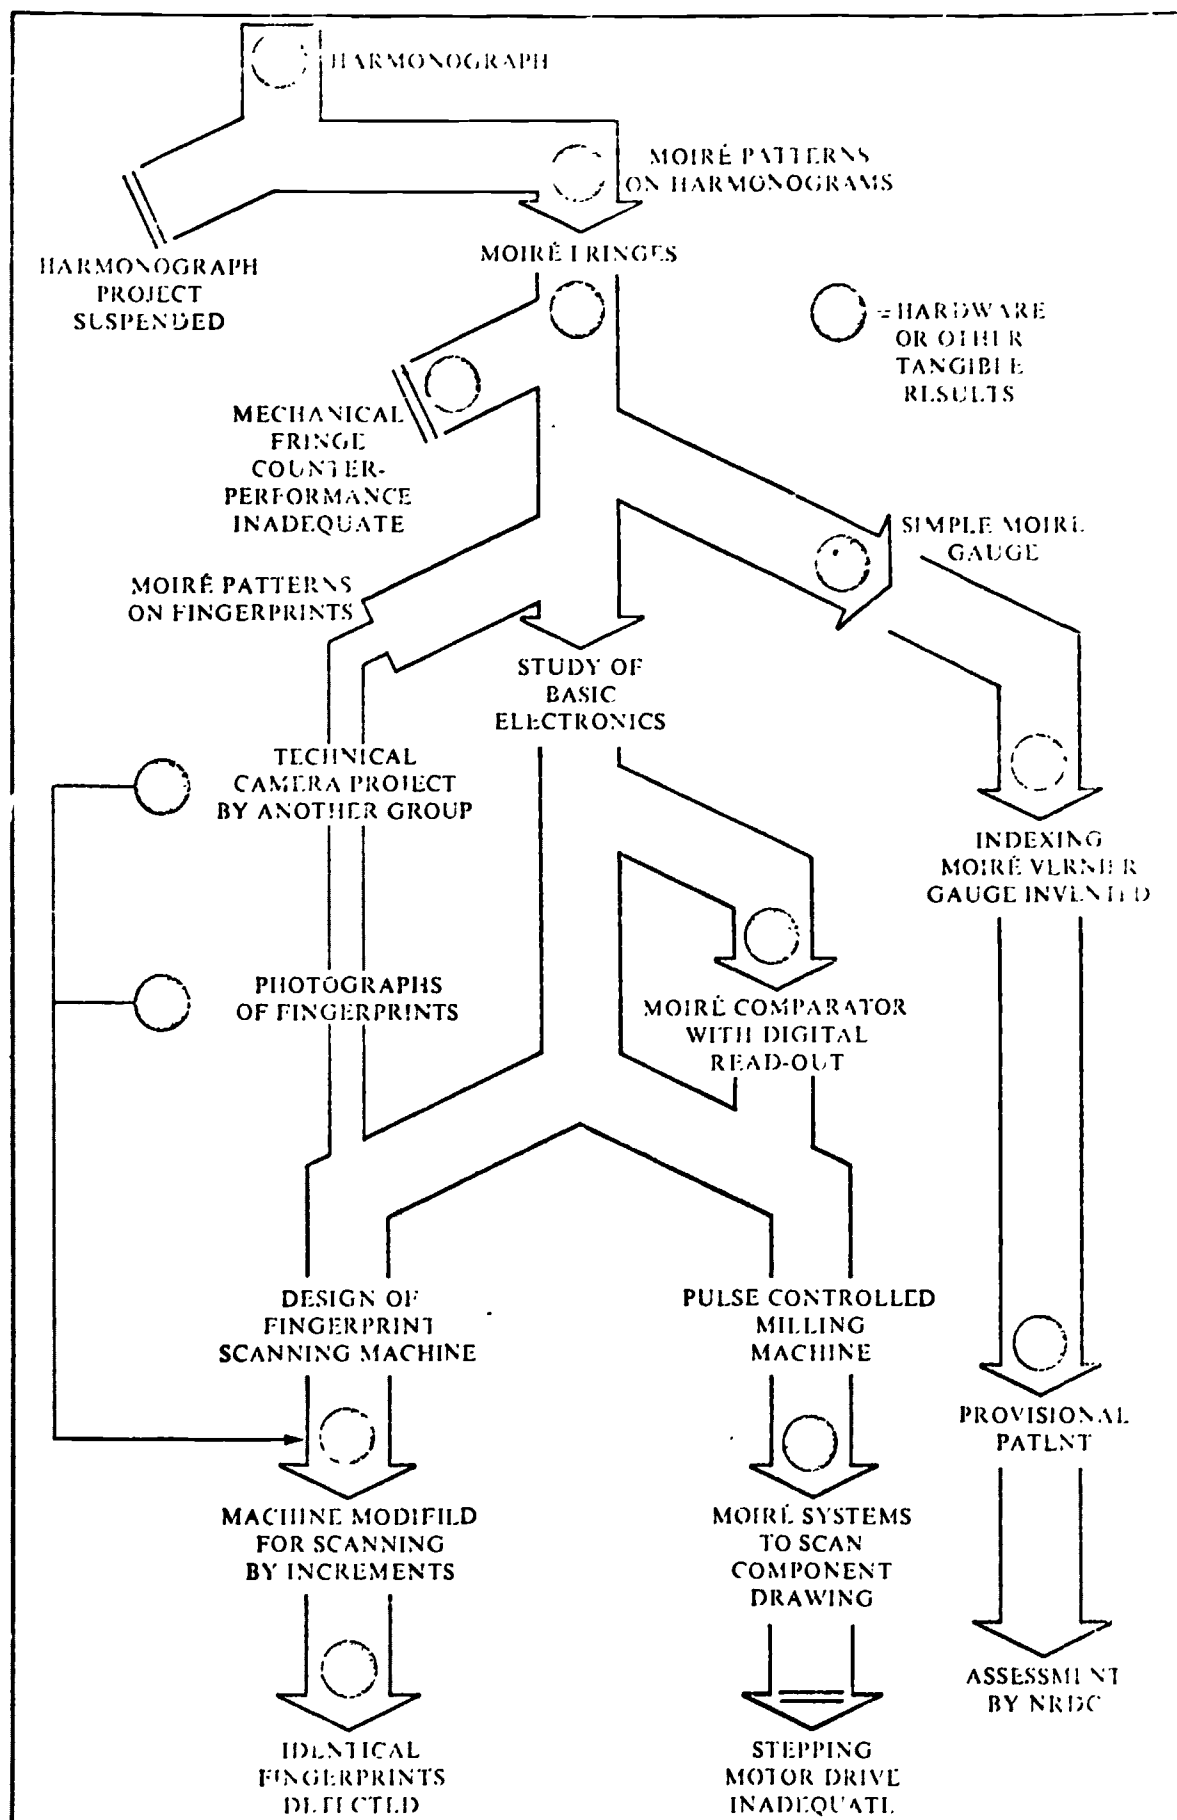 HARMONOGRAPH
MOIRÉ PATTERNS
ON HARMONOGRAMS
HARMONOGRAPH
PROJECT
SUSPENDED
MOIRÉ FRINGES
= HARDWARE
OR OTHER
TANGIBLE
RESULTS
MECHANICAL
FRINGE
COUNTER-
PERFORMANCE
INADEQUATE
SIMPLE MOIRÉ
GAUGE
MOIRÉ PATTERNS
ON FINGERPRINTS
STUDY OF
BASIC
ELECTRONICS
TECHNICAL
CAMERA PROJECT
BY ANOTHER GROUP
INDEXING
MOIRÉ VERNIER
GAUGE INVENTED
PHOTOGRAPHS
OF FINGERPRINTS
MOIRÉ COMPARATOR
WITH DIGITAL
READ-OUT
DESIGN OF
FINGERPRINT
SCANNING MACHINE
PULSE CONTROLLED
MILLING
MACHINE
PROVISIONAL
PATENT
MACHINE MODIFIED
FOR SCANNING
BY INCREMENTS
MOIRÉ SYSTEMS
TO SCAN
COMPONENT
DRAWING
ASSESSMENT
BY NRDC
IDENTICAL
FINGERPRINTS
DETECTED
STEPPING
MOTOR DRIVE
INADEQUATE